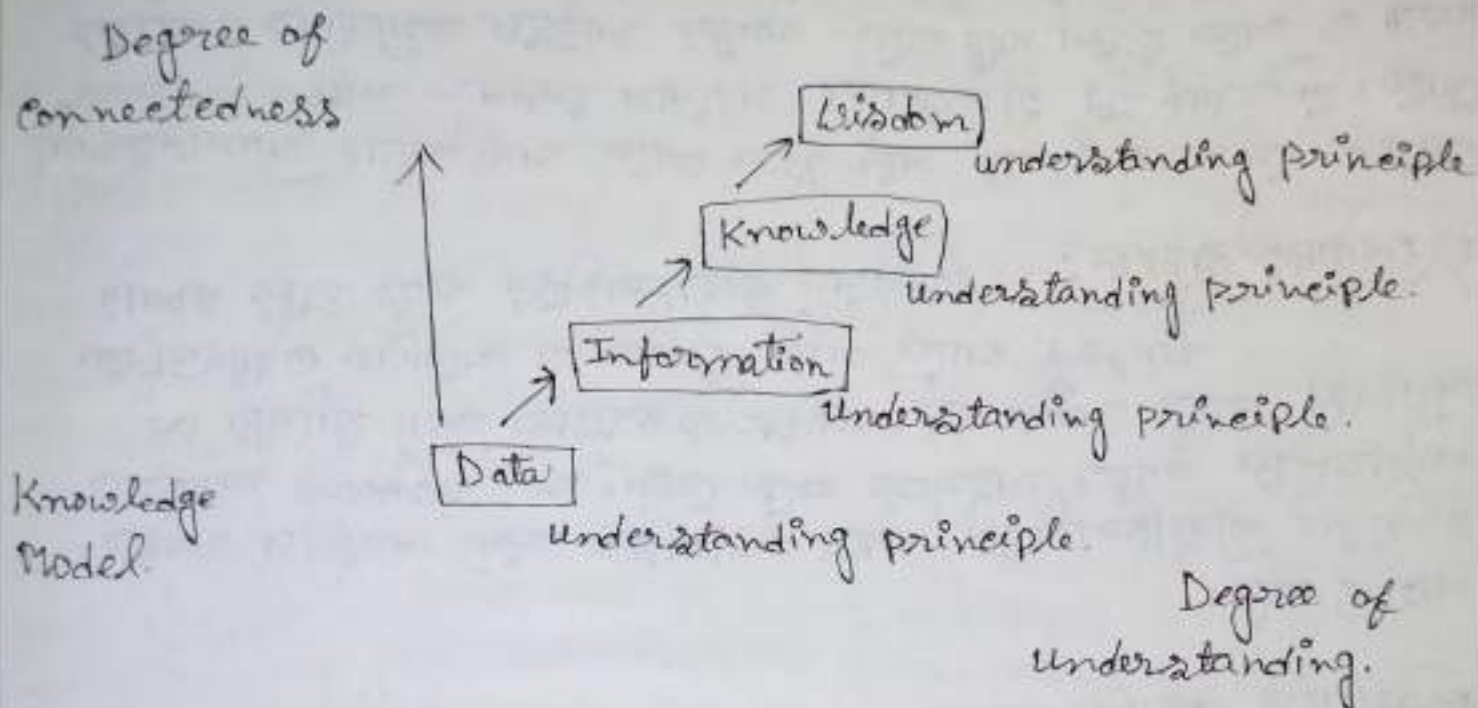 Degree of
connectedness
Wisdom
understanding principle
Knowledge
understanding principle.
Information
understanding principle.
Data
understanding principle.
Knowledge
Model.
Degree of
understanding.